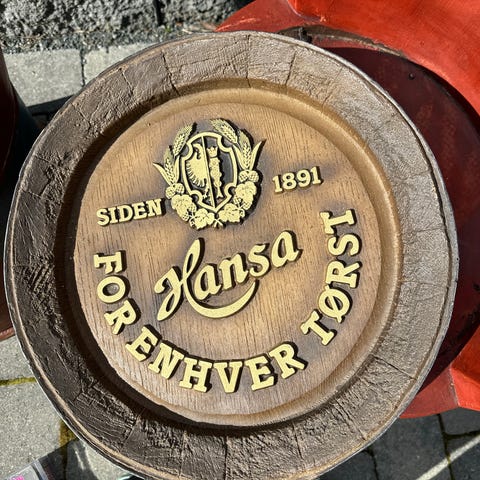 SIDEN 1891
Hansa
FOR ENHVER TØRST